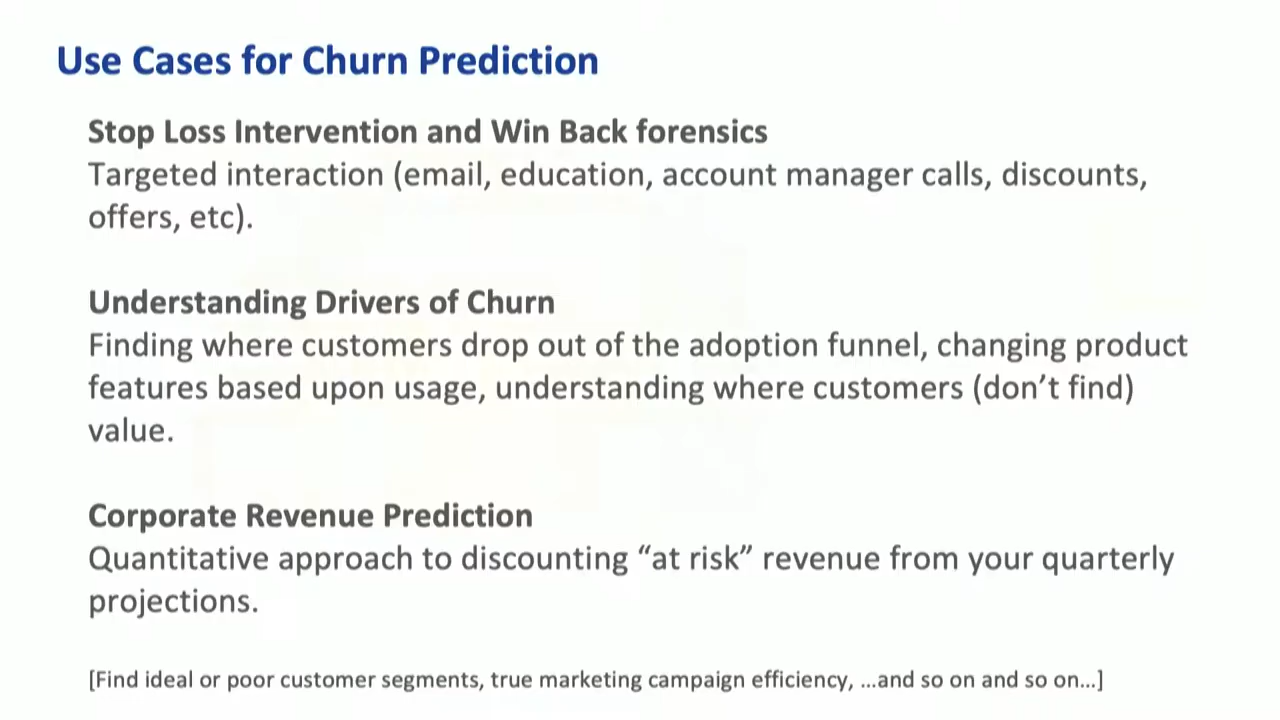 Use Cases for Churn Prediction
Stop Loss Intervention and Win Back forensics
Targeted interaction (email, education, account manager calls, discounts,
offers, etc).
Understanding Drivers of Churn
Finding where customers drop out of the adoption funnel, changing product
features based upon usage, understanding where customers (don’t find)
value.
Corporate Revenue Prediction
Quantitative approach to discounting “at risk” revenue from your quarterly
projections.
[Find ideal or poor customer segments, true marketing campaign efficiency, ...and so on and so on...]